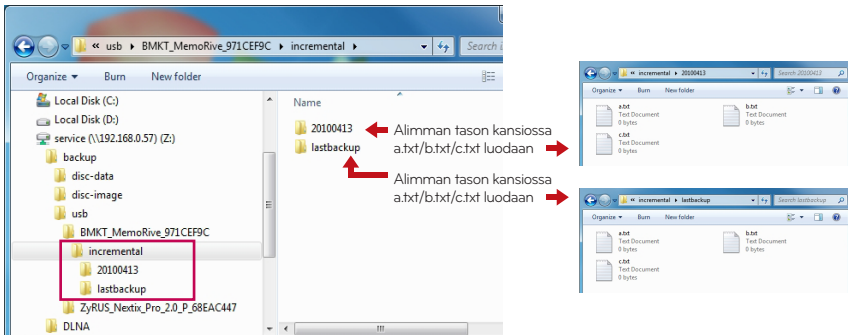 « usb ▸ BMKT_MemoRive_971CEF9C ▸ incremental ▸
Search
Organize ▾ Burn New folder
Local Disk (C:)
Local Disk (D:)
service (\\192.168.0.57) (Z:)
backup
disc-data
disc-image
usb
BMKT_MemoRive_971CEF9C
incremental
20100413
lastbackup
ZyRUS_Nextix_Pro_2.0_P_68EAC447
DLNA
Name
20100413
lastbackup
Alimman tason kansiossa
a.txt/b.txt/c.txt luodaan
Alimman tason kansiossa
a.txt/b.txt/c.txt luodaan
« incremental ▸ 20100413
Search 20100413
Organize ▾ Burn New folder
a.txt
Text Document
0 bytes
b.txt
Text Document
0 bytes
c.txt
Text Document
0 bytes
« incremental ▸ lastbackup
Search lastbackup
Organize ▾ Burn New folder
a.txt
Text Document
0 bytes
b.txt
Text Document
0 bytes
c.txt
Text Document
0 bytes